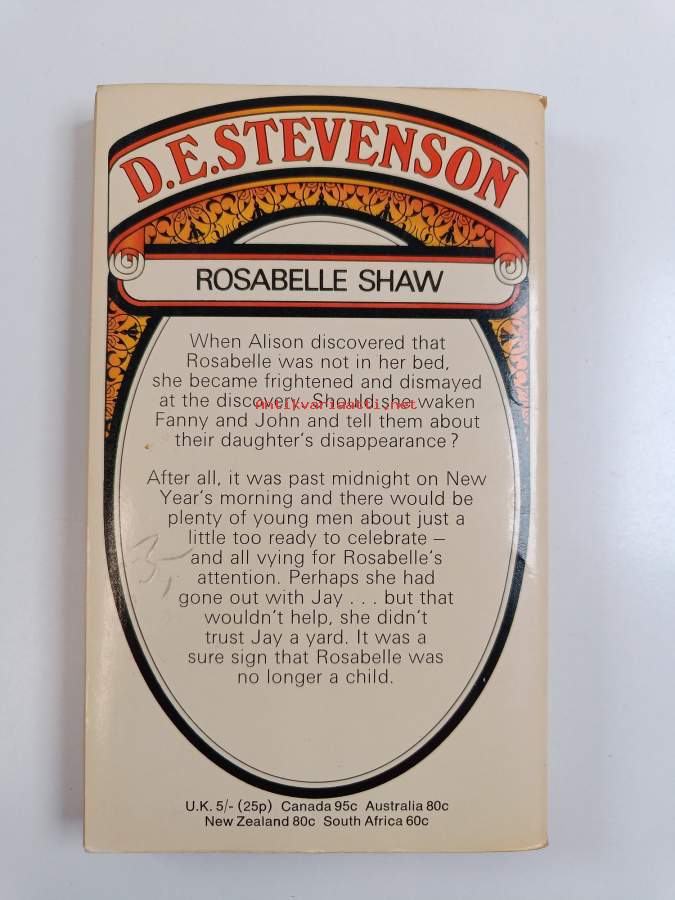 D.E.STEVENSON
ROSABELLE SHAW
When Alison discovered that
Rosabelle was not in her bed,
she became frightened and dismayed
at the discovery. Should she waken
Antikvariaatti.net
Fanny and John and tell them about
their daughter's disappearance?
After all, it was past midnight on New
Year's morning and there would be
plenty of young men about just a
little too ready to celebrate –
and all vying for Rosabelle's
attention. Perhaps she had
gone out with Jay . . . but that
wouldn't help, she didn't
trust Jay a yard. It was a
sure sign that Rosabelle was
no longer a child.
3,-
U.K. 5/- (25p) Canada 95c Australia 80c
New Zealand 80c South Africa 60c